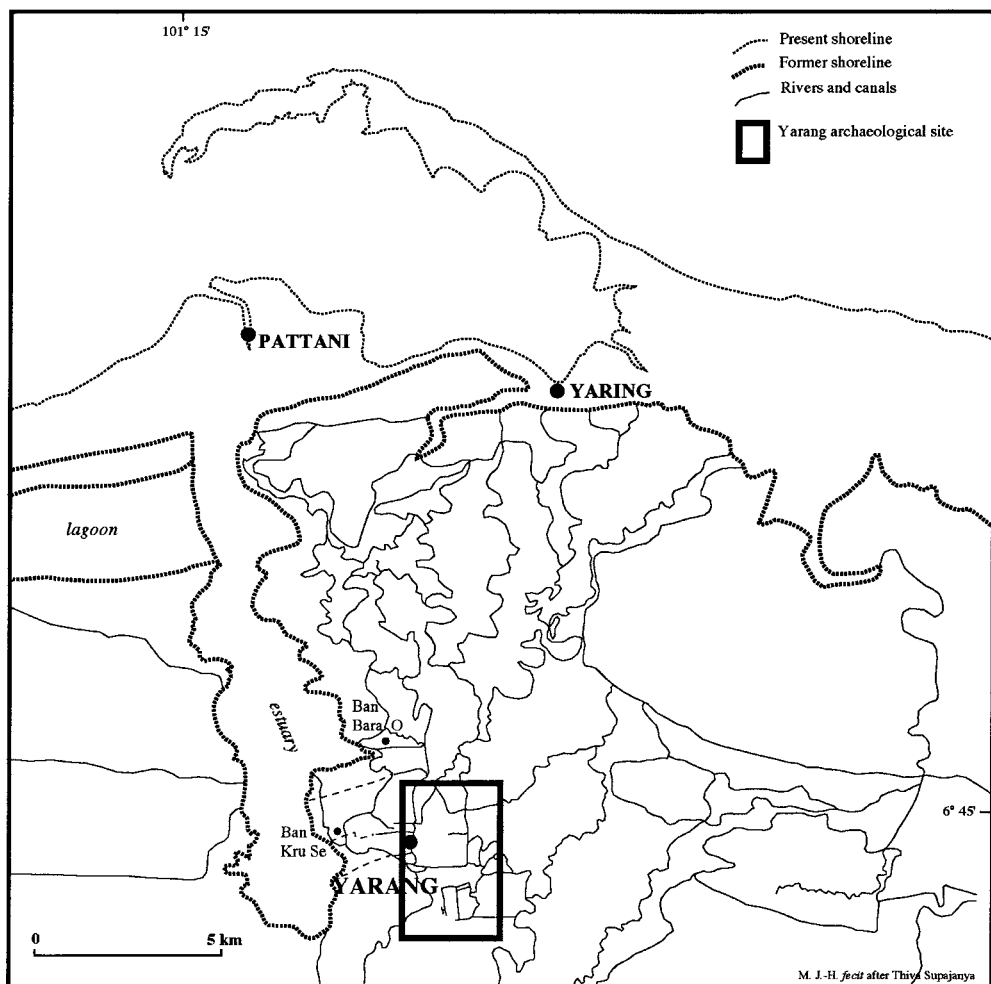 101° 15'
Present shoreline
Former shoreline
Rivers and canals
Yarang archaeological site
PATTANI
YARING
lagoon
estuary
Ban
Bara O
6° 45'
Ban
Kru Se
YARANG
0 5 km
M. J.-H. fecit after Thiva Supajanya